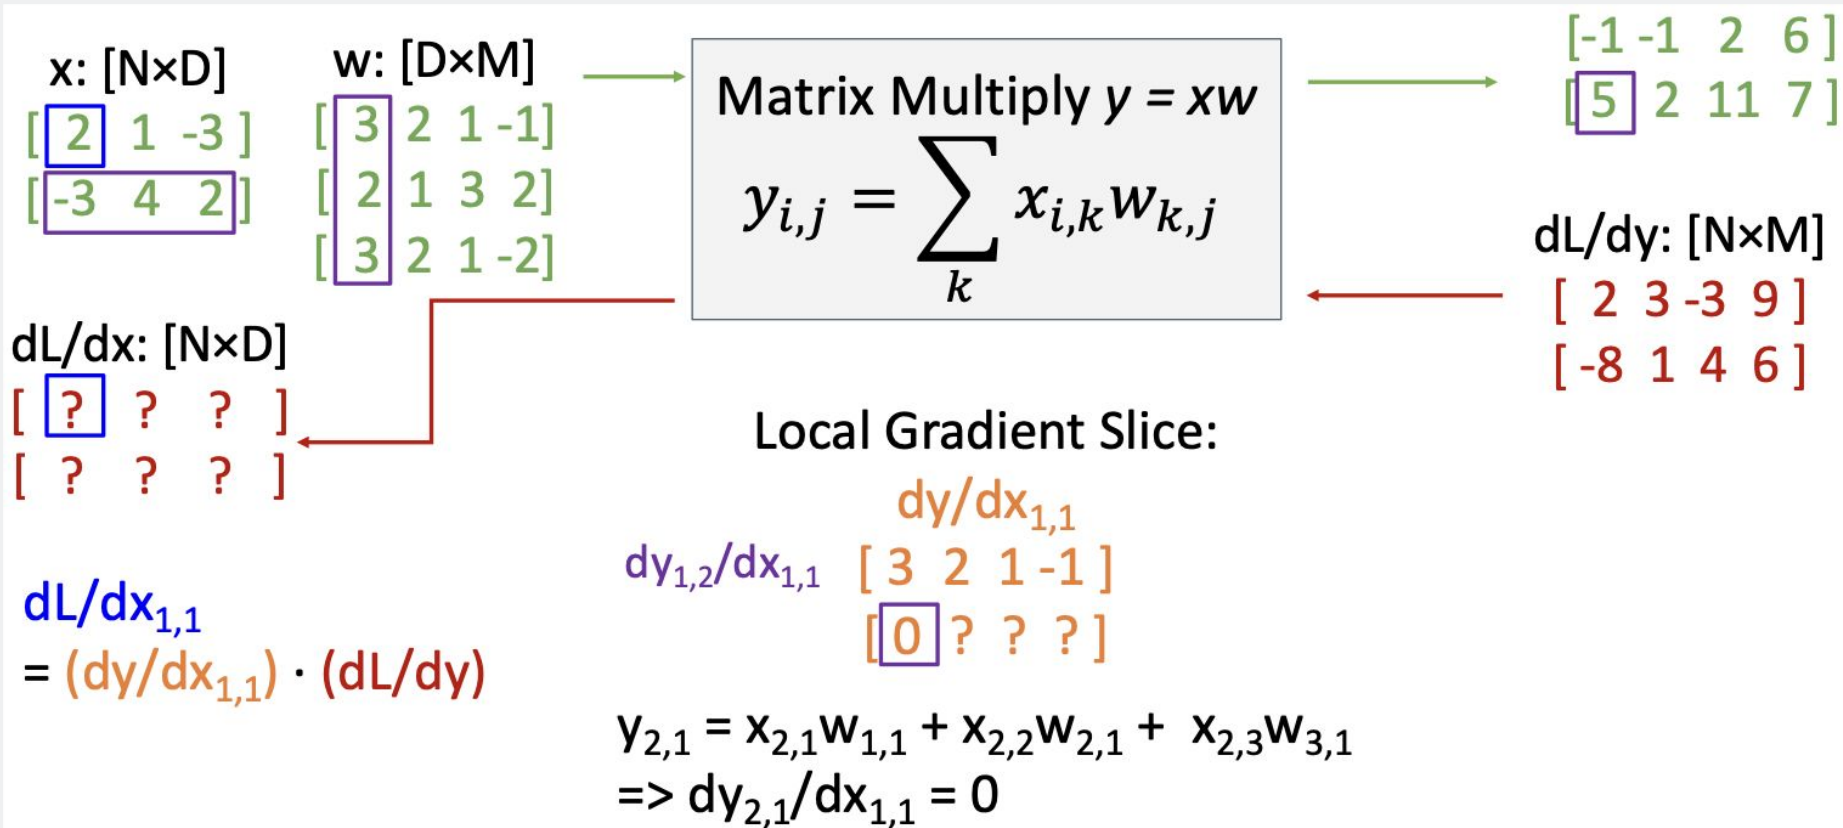 x: [N×D]
[ 2 1 -3 ]
[ -3 4 2 ]
w: [D×M]
[ 3 2 1 -1]
[ 2 1 3 2]
[ 3 2 1 -2]
Matrix Multiply y = xw
y_{i,j} = ∑_k x_{i,k} w_{k,j}
[-1 -1 2 6 ]
[ 5 2 11 7 ]
dL/dy: [N×M]
[ 2 3 -3 9 ]
[ -8 1 4 6 ]
dL/dx: [N×D]
[ ? ? ? ]
[ ? ? ? ]
dL/dx_{1,1}
= (dy/dx_{1,1}) · (dL/dy)
Local Gradient Slice:
dy/dx_{1,1}
dy_{1,2}/dx_{1,1} [ 3 2 1 -1 ]
[ 0 ? ? ? ]
y_{2,1} = x_{2,1}w_{1,1} + x_{2,2}w_{2,1} + x_{2,3}w_{3,1}
=> dy_{2,1}/dx_{1,1} = 0